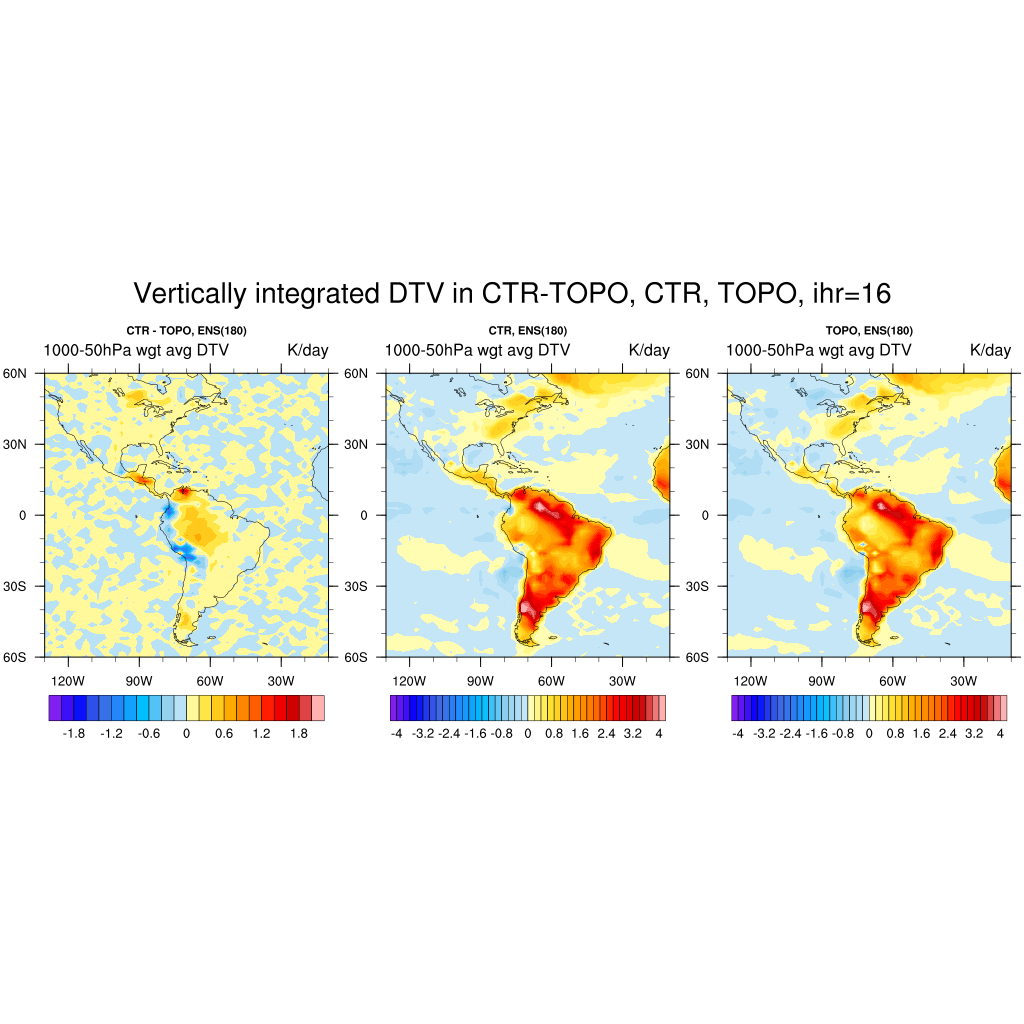 Vertically integrated DTV in CTR-TOPO, CTR, TOPO, ihr=16
CTR - TOPO, ENS(180)
1000-50hPa wgt avg DTV K/day
60N
30N
0
30S
60S
120W 90W 60W 30W
-1.8 -1.2 -0.6 0 0.6 1.2 1.8
CTR, ENS(180)
1000-50hPa wgt avg DTV K/day
60N
30N
0
30S
60S
120W 90W 60W 30W
-4 -3.2 -2.4 -1.6 -0.8 0 0.8 1.6 2.4 3.2 4
TOPO, ENS(180)
1000-50hPa wgt avg DTV K/day
60N
30N
0
30S
60S
120W 90W 60W 30W
-4 -3.2 -2.4 -1.6 -0.8 0 0.8 1.6 2.4 3.2 4